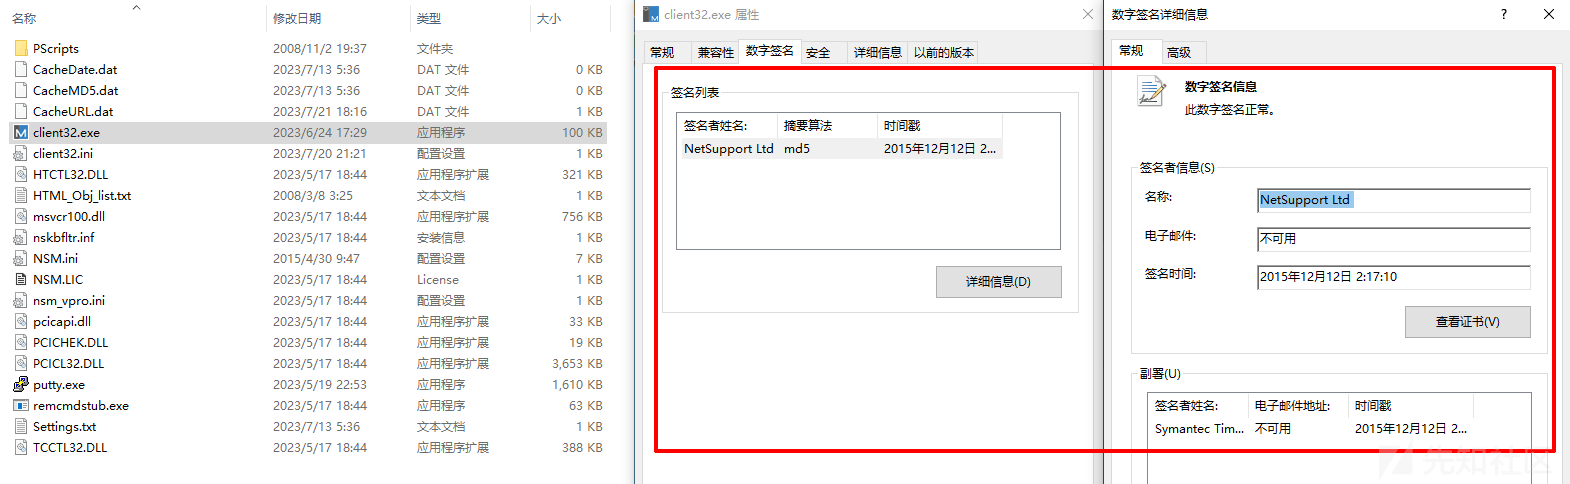 名称 修改日期 类型 大小
PScripts 2008/11/2 19:37 文件夹
CacheDate.dat 2023/7/13 5:36 DAT 文件 0 KB
CacheMD5.dat 2023/7/13 5:36 DAT 文件 0 KB
CacheURL.dat 2023/7/21 18:16 DAT 文件 1 KB
client32.exe 2023/6/24 17:29 应用程序 100 KB
client32.ini 2023/7/20 21:21 配置设置 1 KB
HTCTL32.DLL 2023/5/17 18:44 应用程序扩展 321 KB
HTML_Obj_list.txt 2008/3/8 3:25 文本文档 1 KB
msvcr100.dll 2023/5/17 18:44 应用程序扩展 756 KB
nskbfltr.inf 2023/5/17 18:44 安装信息 1 KB
NSM.ini 2015/4/30 9:47 配置设置 7 KB
NSM.LIC 2023/5/17 18:44 License 1 KB
nsm_vpro.ini 2023/5/17 18:44 配置设置 1 KB
pcicapi.dll 2023/5/17 18:44 应用程序扩展 33 KB
PCICHEK.DLL 2023/5/17 18:44 应用程序扩展 19 KB
PCICL32.DLL 2023/5/17 18:44 应用程序扩展 3,653 KB
putty.exe 2023/5/19 22:53 应用程序 1,610 KB
remcmdstub.exe 2023/5/17 18:44 应用程序 63 KB
Settings.txt 2023/7/13 5:36 文本文档 1 KB
TCCTL32.DLL 2023/5/17 18:44 应用程序扩展 388 KB
client32.exe 属性
常规 兼容性 数字签名 安全 详细信息 以前的版本
签名列表
签名者姓名: 摘要算法 时间戳
NetSupport Ltd md5 2015年12月12日 2...
详细信息(D)
数字签名详细信息 ?
常规 高级
数字签名信息
此数字签名正常。
签名者信息(S)
名称: NetSupport Ltd
电子邮件: 不可用
签名时间: 2015年12月12日 2:17:10
查看证书(V)
副署(U)
签名者姓名: 电子邮件地址: 时间戳
Symantec Tim... 不可用 2015年12月12日 2...
先知社区